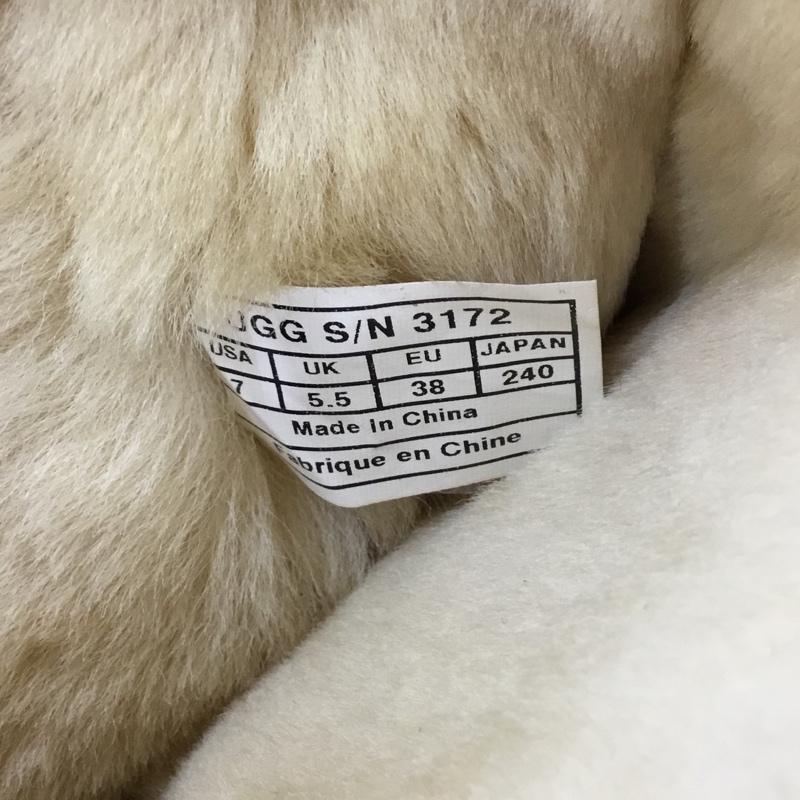 UGG S/N 3172
USA UK EU JAPAN
7 5.5 38 240
Made in China
Fabrique en Chine